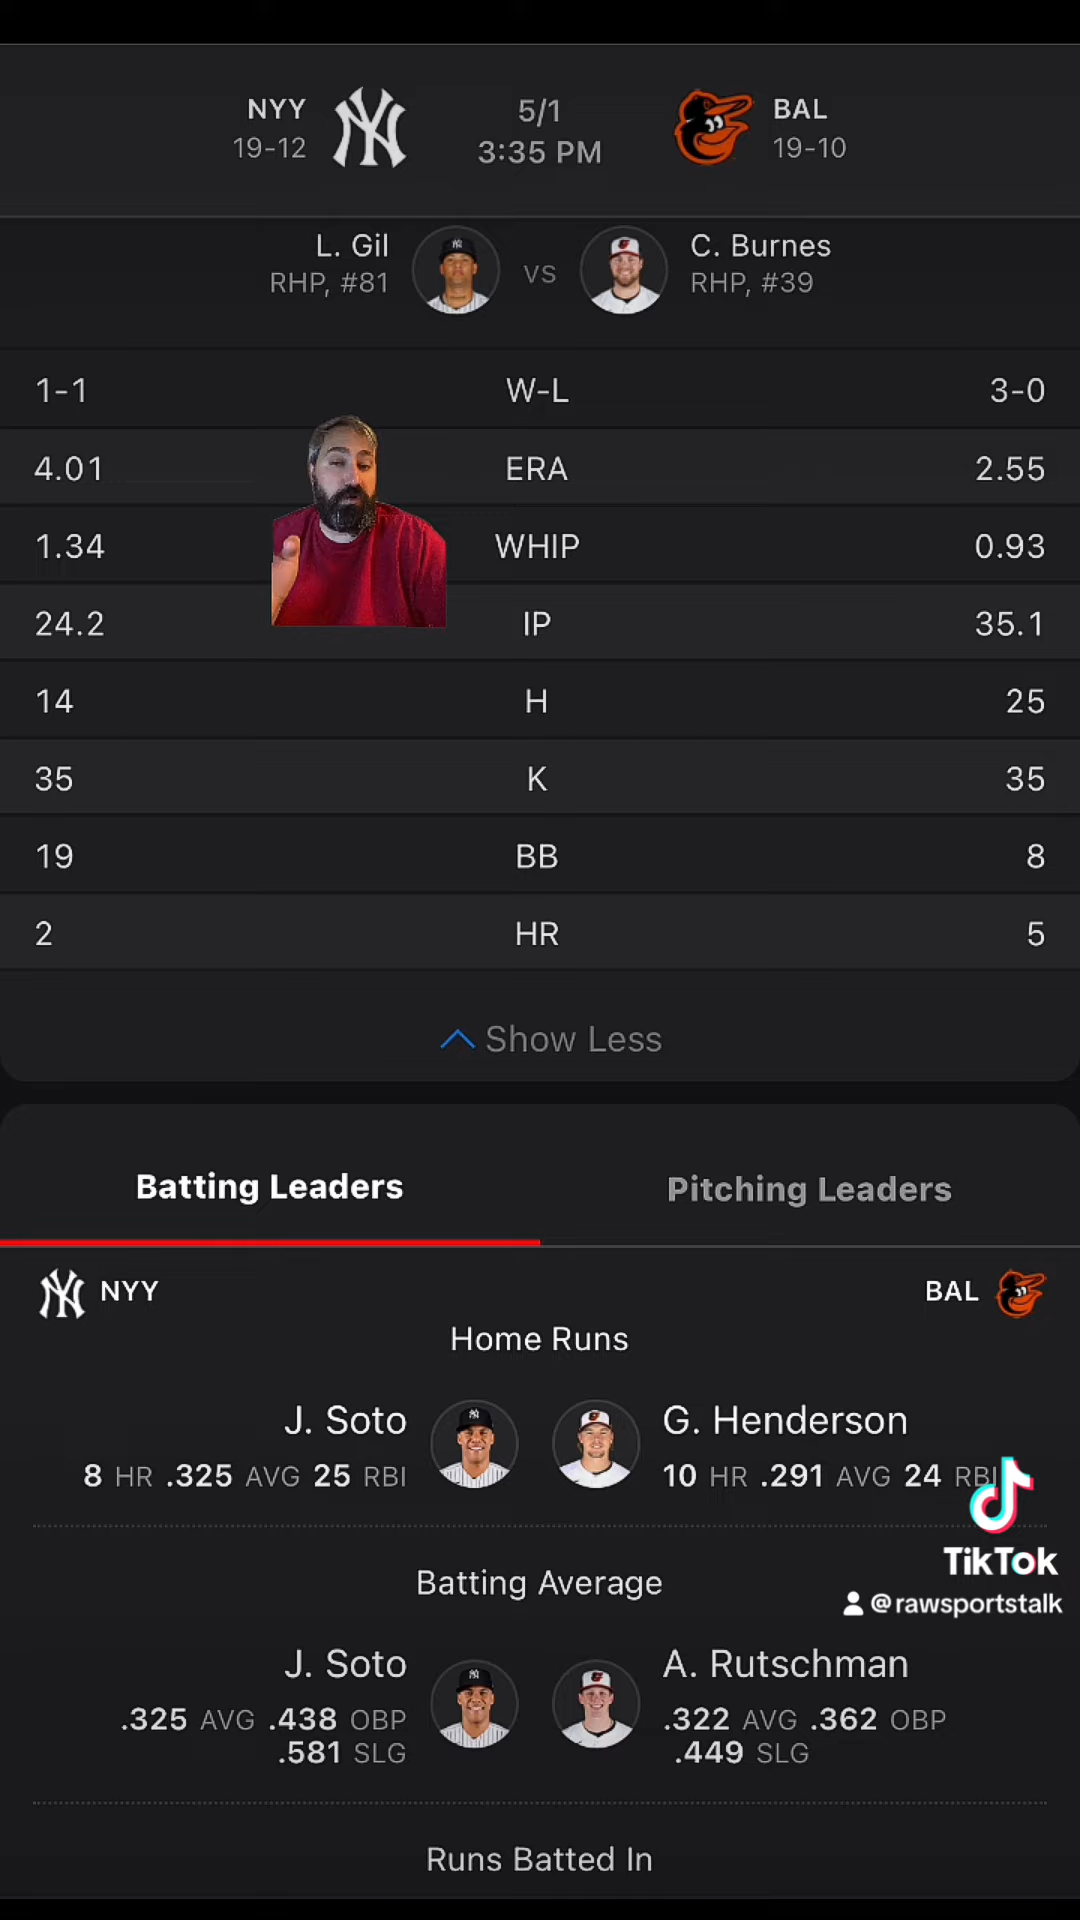 NYY 5/1 BAL
19-12 3:35 PM 19-10
L. Gil C. Burnes
RHP, #81 VS RHP, #39
1-1 W-L 3-0
4.01 ERA 2.55
1.34 WHIP 0.93
24.2 IP 35.1
14 H 25
35 K 35
19 BB 8
2 HR 5
Show Less
Batting Leaders Pitching Leaders
NYY BAL
Home Runs
J. Soto G. Henderson
8 HR .325 AVG 25 RBI 10 HR .291 AVG 24 RBI
TikTok
@rawsportstalk
Batting Average
J. Soto A. Rutschman
.325 AVG .438 OBP .322 AVG .362 OBP
.581 SLG .449 SLG
Runs Batted In